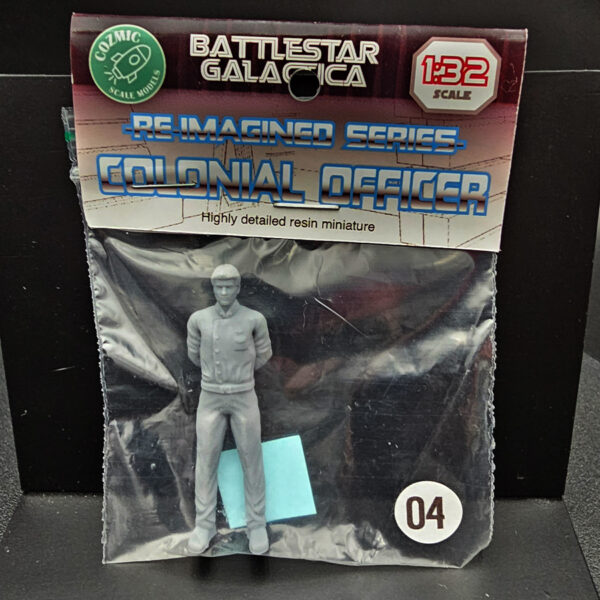 COZMIC
SCALE MODELS
BATTLESTAR
GALACTICA
1:32
SCALE
-RE-IMAGINED SERIES-
COLONIAL OFFICER
Highly detailed resin miniature
04